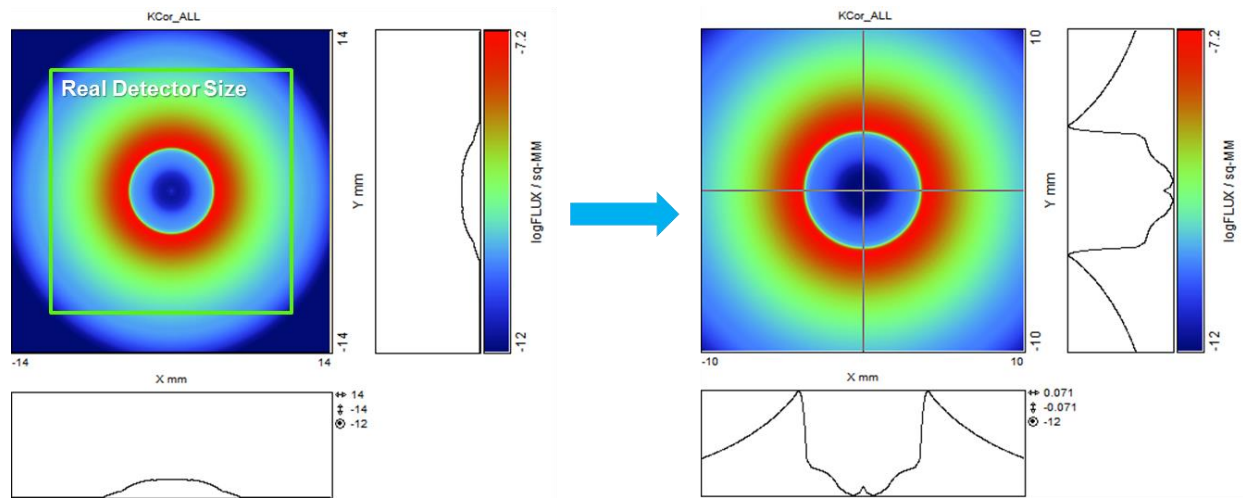 KCor_ALL
Real Detector Size
14
Y mm
-14
-14
14
X mm
-7.2
logFLUX / sq-MM
-12
14
-14
-12
KCor_ALL
10
Y mm
-10
-10
10
X mm
-7.2
logFLUX / sq-MM
-12
0.071
-0.071
-12